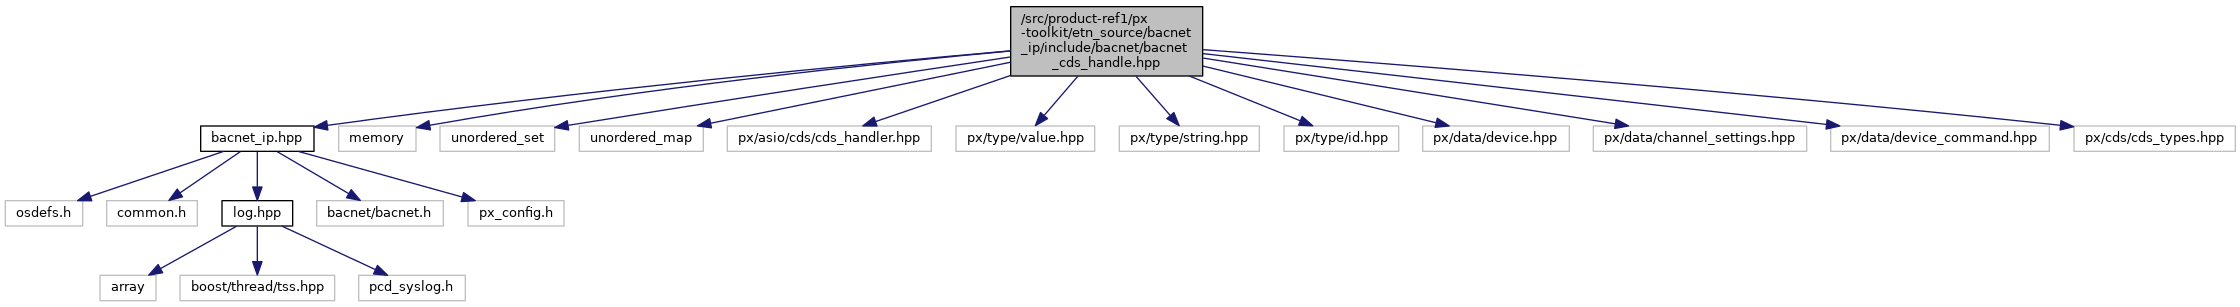 /src/product-ref1/px
-toolkit/etn_source/bacnet
_ip/include/bacnet/bacnet
_cds_handle.hpp
bacnet_ip.hpp
memory
unordered_set
unordered_map
px/asio/cds/cds_handler.hpp
px/type/value.hpp
px/type/string.hpp
px/type/id.hpp
px/data/device.hpp
px/data/channel_settings.hpp
px/data/device_command.hpp
px/cds/cds_types.hpp
osdefs.h
common.h
log.hpp
bacnet/bacnet.h
px_config.h
array
boost/thread/tss.hpp
pcd_syslog.h